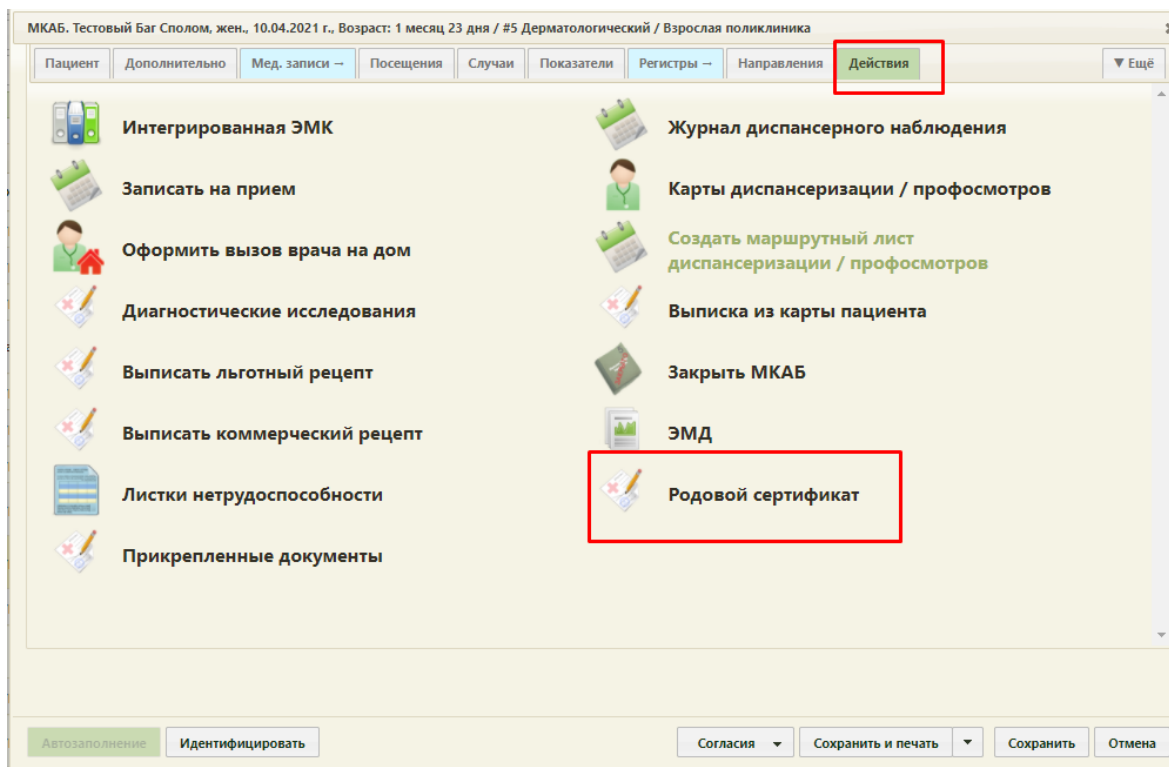 МКАБ. Тестовый Баг Сполом, жен., 10.04.2021 г., Возраст: 1 месяц 23 дня / #5 Дерматологический / Взрослая поликлиника
Пациент Дополнительно Мед. записи → Посещения Случаи Показатели Регистры → Направления Действия ▼ Ещё
Интегрированная ЭМК
Журнал диспансерного наблюдения
Записать на прием
Карты диспансеризации / профосмотров
Оформить вызов врача на дом
Создать маршрутный лист
диспансеризации / профосмотров
Диагностические исследования
Выписка из карты пациента
Выписать льготный рецепт
Закрыть МКАБ
Выписать коммерческий рецепт
ЭМД
Листки нетрудоспособности
Родовой сертификат
Прикрепленные документы
Автозаполнение Идентифицировать Согласия Сохранить и печать Сохранить Отмена